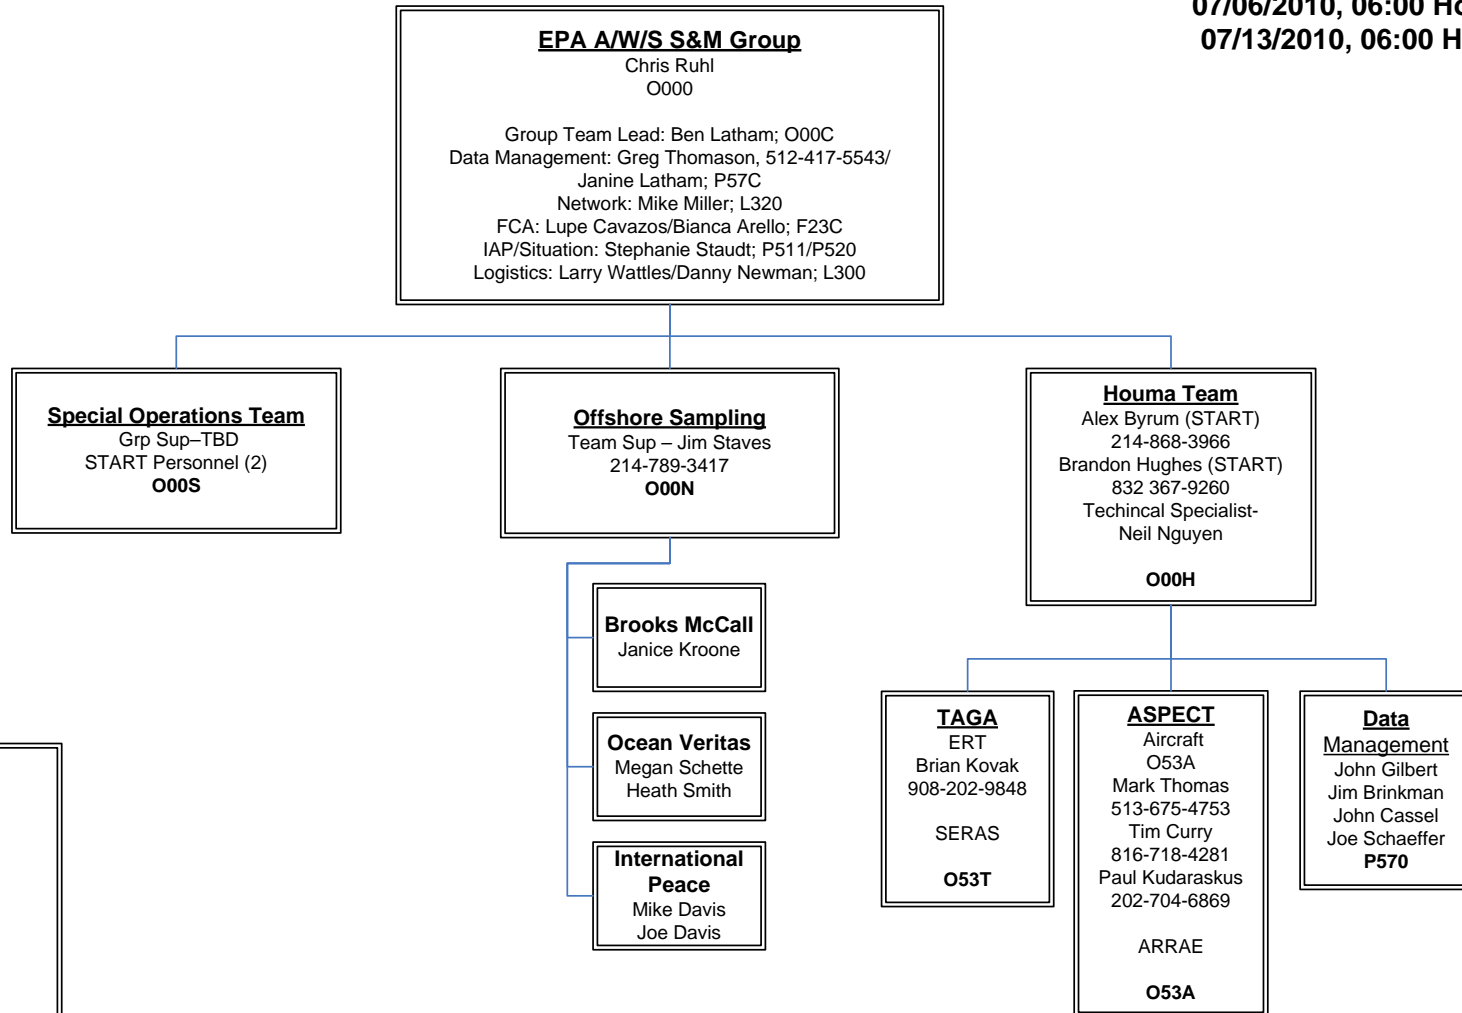 07/06/2010, 06:00 Ho
07/13/2010, 06:00 H
EPA A/W/S S&M Group
Chris Ruhl
O000
Group Team Lead: Ben Latham; O00C
Data Management: Greg Thomason, 512-417-5543/
Janine Latham; P57C
Network: Mike Miller; L320
FCA: Lupe Cavazos/Bianca Arello; F23C
IAP/Situation: Stephanie Staudt; P511/P520
Logistics: Larry Wattles/Danny Newman; L300
Special Operations Team
Grp Sup–TBD
START Personnel (2)
O00S
Offshore Sampling
Team Sup – Jim Staves
214-789-3417
O00N
Houma Team
Alex Byrum (START)
214-868-3966
Brandon Hughes (START)
832 367-9260
Techincal Specialist-
Neil Nguyen
O00H
Brooks McCall
Janice Kroone
Ocean Veritas
Megan Schette
Heath Smith
International
Peace
Mike Davis
Joe Davis
TAGA
ERT
Brian Kovak
908-202-9848
SERAS
O53T
ASPECT
Aircraft
O53A
Mark Thomas
513-675-4753
Tim Curry
816-718-4281
Paul Kudaraskus
202-704-6869
ARRAE
O53A
Data
Management
John Gilbert
Jim Brinkman
John Cassel
Joe Schaeffer
P570